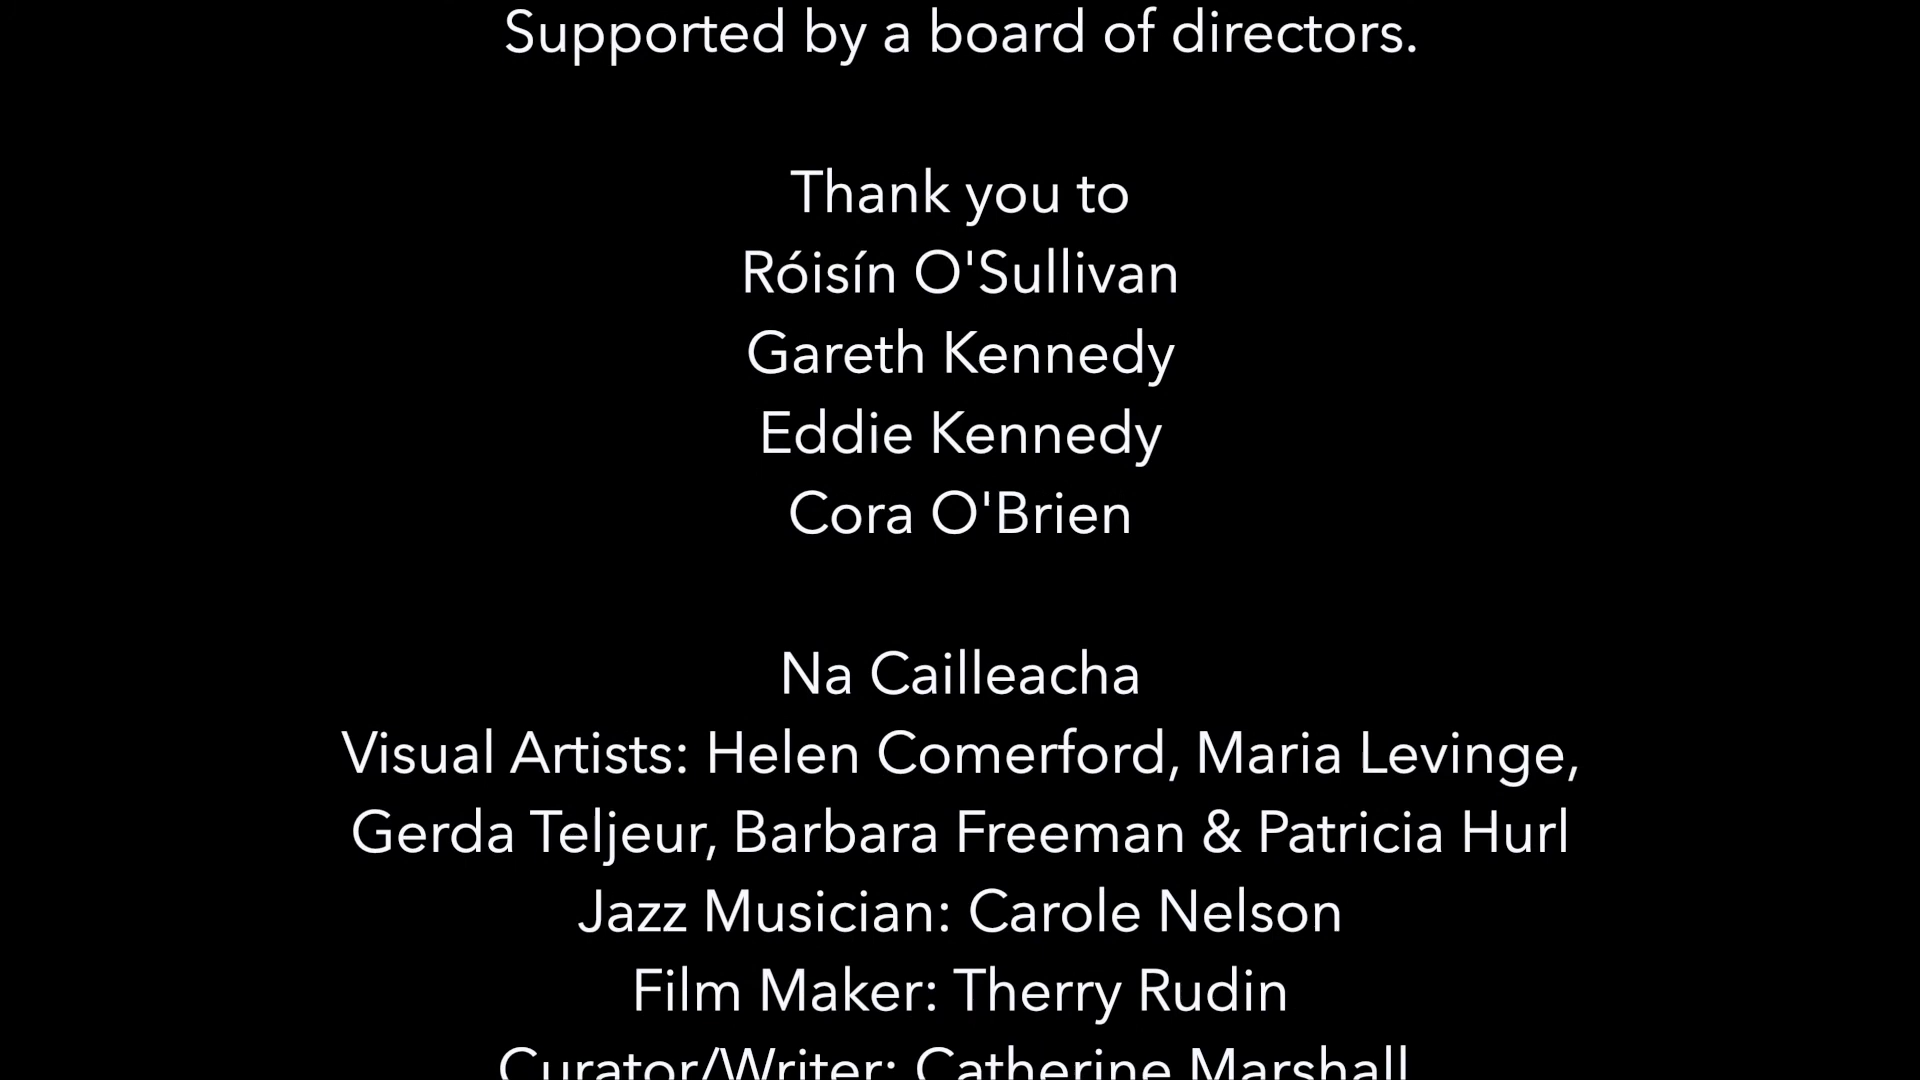 Supported by a board of directors.
Thank you to
Róisín O'Sullivan
Gareth Kennedy
Eddie Kennedy
Cora O'Brien
Na Cailleacha
Visual Artists: Helen Comerford, Maria Levinge,
Gerda Teljeur, Barbara Freeman & Patricia Hurl
Jazz Musician: Carole Nelson
Film Maker: Therry Rudin
Curator/Writer: Catherine Marshall